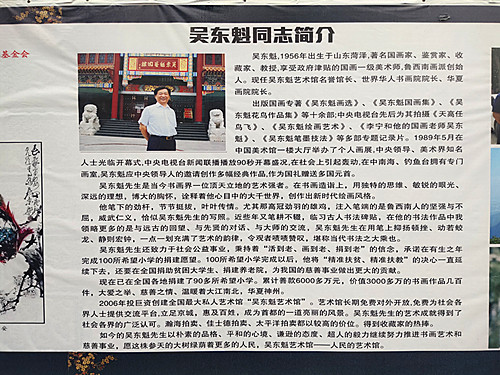 吴东魁同志简介
基金会
吴东魁,1956年出生于山东菏泽,著名国画家、鉴赏家、收
藏家、教授,享受政府津贴的国画一级美术师,鲁西南画派创始
人。现任吴东魁艺术馆名誉馆长、世界华人书画院院长、华夏
画院院长。
出版国画专著《吴东魁画选》、《吴东魁国画集》、《吴东
魁花鸟作品集》等十余部;中央电视台先后为其拍摄《天高任
鸟飞》、《吴东魁绘画艺术》、《李宁和他的国画老师吴东
魁》、《吴东魁笔墨技法》等多部专题记录片。1989年5月在
中国美术馆一楼大厅举办了个人画展,中央领导、美术界知名
人士光临开幕式,中央电视台新闻联播播放90秒开幕盛况,在社会上引起轰动,在中南海、钓鱼台拥有专门
画室,吴东魁应中央领导人的邀请创作多幅经典作品,作为国礼赠送多国元首。
吴东魁先生是当今书画界一位顶天立地的艺术强者。在书画造诣上,用独特的思维、敏锐的眼光、
深远的理想,博大的胸怀,诠释着他心目中的大千世界,创作出新时代绘画风格。
他笔下的劲杆,节节挺拔,叶叶传情。尤其那高冠劲羽的雄鸡,注入笔端的是鲁西南人的坚强与不
屈,威武仁义,恰似吴东魁先生的写照。近些年又笔耕不辍,临习古人书法碑贴,在他的书法作品中我
领略更多的是与远古的回望、与先贤的对话、与大师的交流,吴东魁先生在用笔上抑扬顿挫、动若蛟
龙、静则宏钟,一点一划充满了艺术的韵律,令观者啧啧赞叹,堪称当代书法之大乘也。
吴东魁先生还致力于社会公益事业,秉持着"活到老、画到老、捐到老"的信念,承诺在有生之年
完成100所希望小学的捐建愿望。100所希望小学完成以后,他将"精准扶贫、精准扶教"的决心一直延
续下去,还要在全国捐助贫困大学生、捐建养老院,为我国的慈善事业做出更大的贡献。
现在已在全国各地捐建了90多所希望小学。累计善款6000多万元,价值3000多万的书画作品几百
件,大爱之举、慈善之情、温暖着大江南北、华夏神州。
2006年投巨资创建全国最大私人艺术馆"吴东魁艺术馆"。艺术馆长期免费对外开放,免费为社会各
界人士提供交流平台,立足京城,惠及百姓,成为首都的一道亮丽的风景。吴东魁先生的艺术成就得到了
社会各界的广泛认可。瀚海拍卖、佳士德拍卖、太平洋拍卖都以较高的价位。得到收藏家的热捧。
如今的吴东魁先生以朴素的品格、平和的心境、谦逊的态度、超人的毅力继续努力推进书画艺术和
慈善事业,愿这株参天的大树绿荫着更多的人民,吴东魁艺术馆——人民的艺术馆。